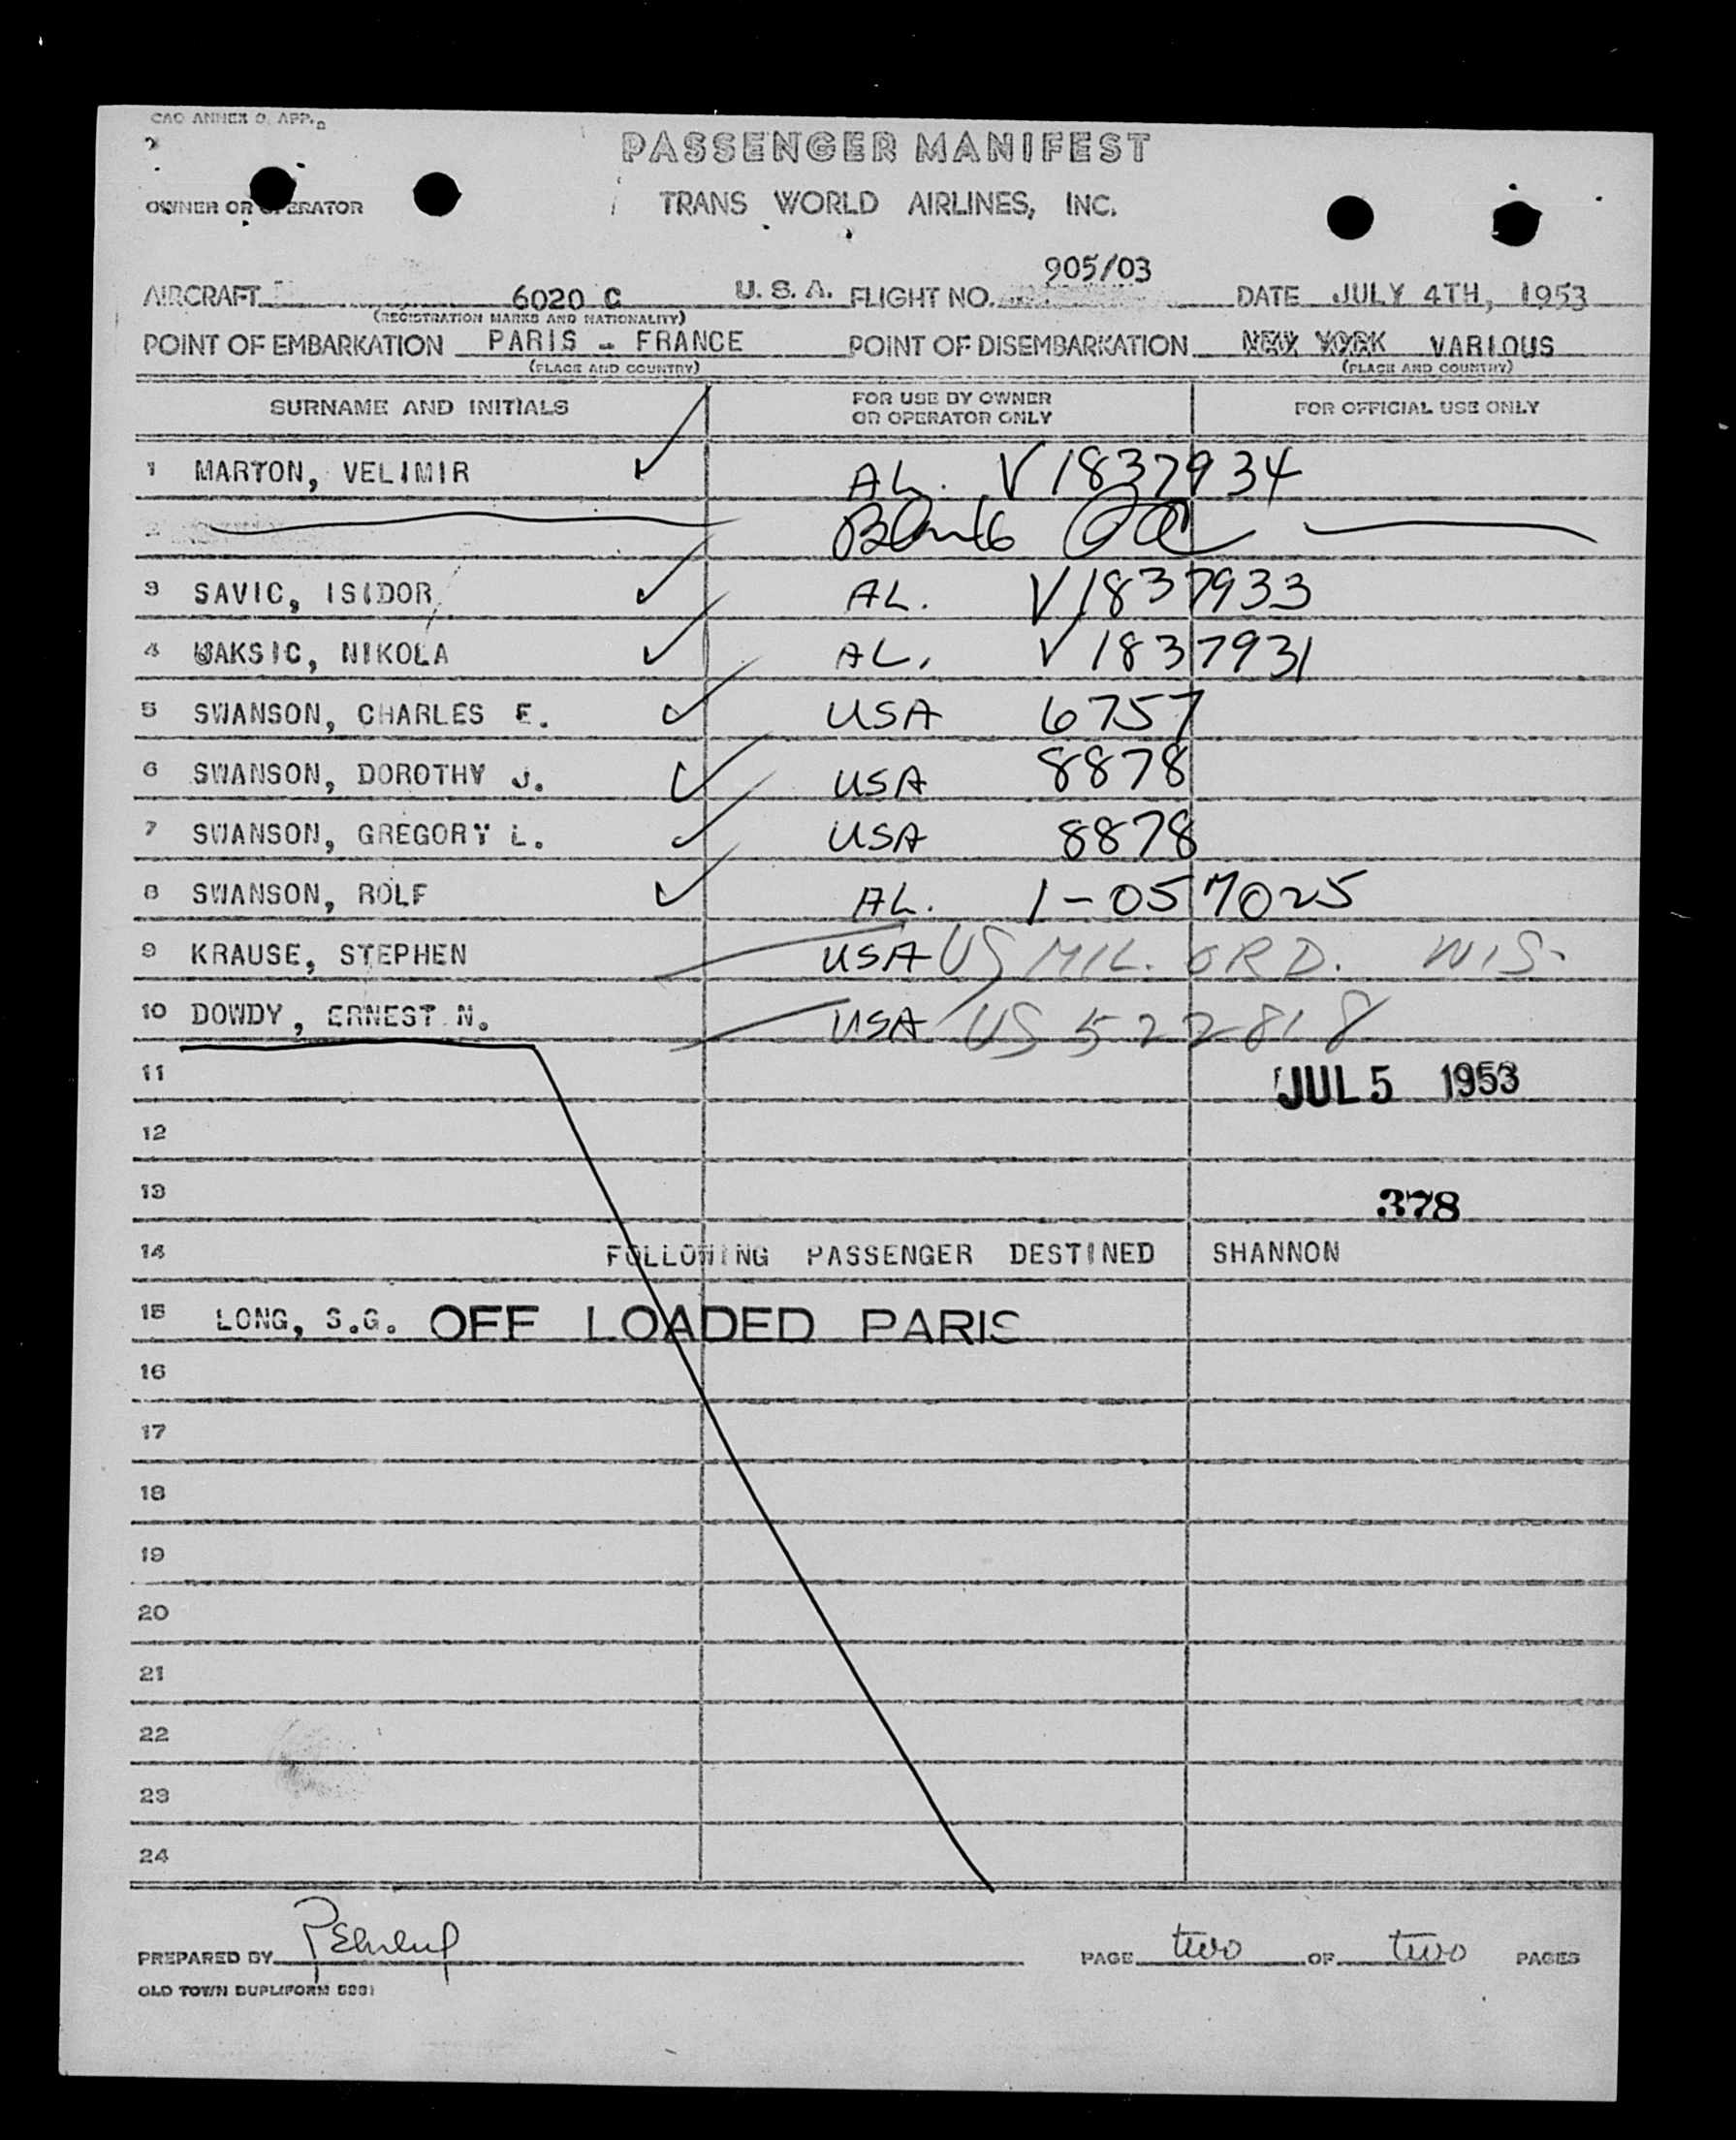 CAO ANNEX 9, APP. 2
PASSENGER MANIFEST
OWNER OR OPERATOR TRANS WORLD AIRLINES, INC.
905/03
AIRCRAFT 6020 C U. S. A. FLIGHT NO. DATE JULY 4TH, 1953
(REGISTRATION MARKS AND NATIONALITY)
POINT OF EMBARKATION PARIS - FRANCE POINT OF DISEMBARKATION NEW YORK VARIOUS
(PLACE AND COUNTRY) (PLACE AND COUNTRY)
SURNAME AND INITIALS FOR USE BY OWNER OR OPERATOR ONLY FOR OFFICIAL USE ONLY
1 MARTON, VELIMIR AL. V1837934
2 Blank
3 SAVIC, ISIDOR AL. V1837933
4 NIKOLA AL. V1837931
5 SWANSON, CHARLES E. USA 6757
6 SWANSON, DOROTHY J. USA 8878
7 SWANSON, GREGORY L. USA 8878
8 SWANSON, ROLF AL. 1-057025
9 KRAUSE, STEPHEN USA US MIL. ORD. WIS.
10 DOWDY, ERNEST N. USA US 522818
11 JUL 5 1953
12
13 378
14 FOLLOWING PASSENGER DESTINED SHANNON
15 LONG, S.G. OFF LOADED PARIS
16
17
18
19
20
21
22
23
24
PREPARED BY PAGE two OF two PAGES
OLD TOWN DUPLIFORM